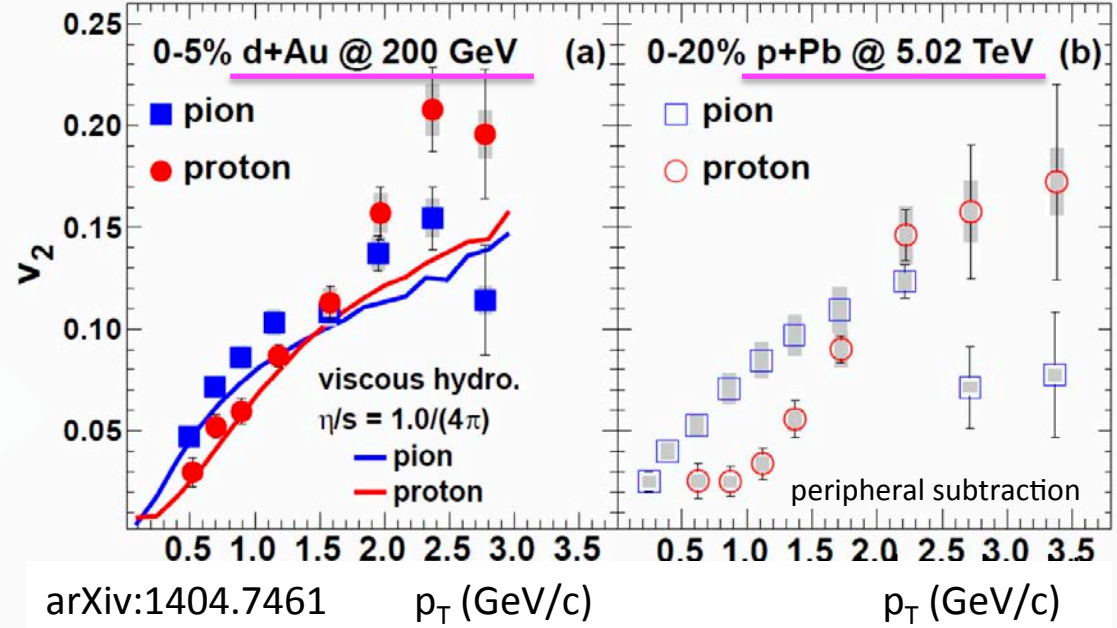 0.25
0.20
0.15
0.10
0.05
v2
0-5% d+Au @ 200 GeV (a)
pion
proton
viscous hydro.
η/s = 1.0/(4π)
pion
proton
0.5 1.0 1.5 2.0 2.5 3.0 3.5
0-20% p+Pb @ 5.02 TeV (b)
pion
proton
peripheral subtraction
0.5 1.0 1.5 2.0 2.5 3.0 3.5
arXiv:1404.7461 pT (GeV/c) pT (GeV/c)